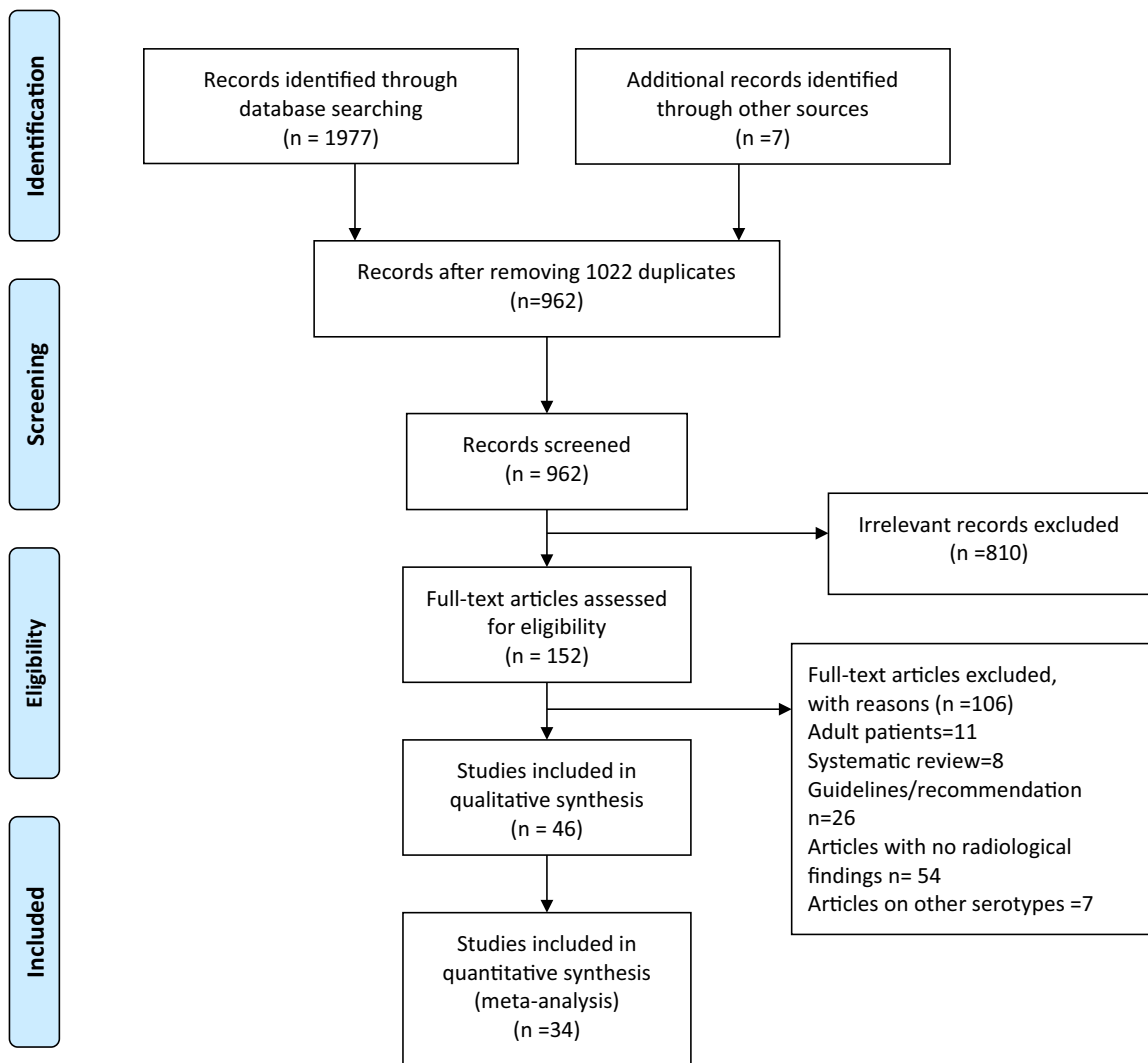 Identification
Records identified through
database searching
(n = 1977)
Additional records identified
through other sources
(n =7)
Records after removing 1022 duplicates
(n=962)
Screening
Records screened
(n = 962)
Irrelevant records excluded
(n =810)
Eligibility
Full-text articles assessed
for eligibility
(n = 152)
Full-text articles excluded,
with reasons (n =106)
Adult patients=11
Systematic review=8
Guidelines/recommendation
n=26
Articles with no radiological
findings n= 54
Articles on other serotypes =7
Studies included in
qualitative synthesis
(n = 46)
Included
Studies included in
quantitative synthesis
(meta-analysis)
(n =34)